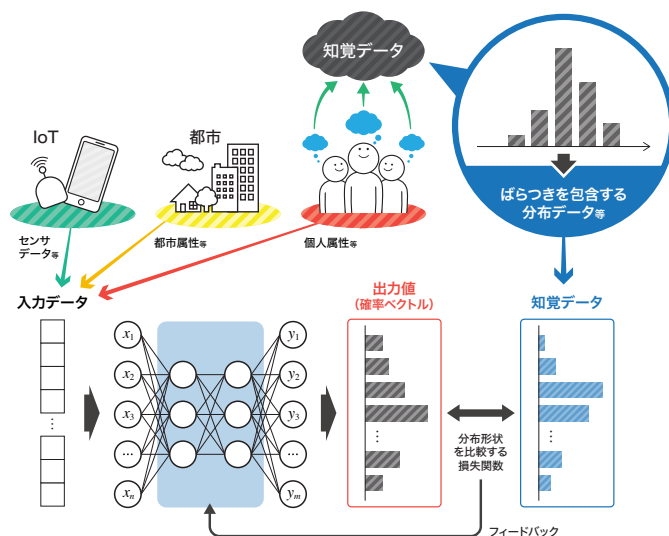 知覚データ
IoT
都市
ばらつきを包含する
分布データ等
センサ
データ等
都市属性等
個人属性等
入力データ
出力値
(確率ベクトル)
知覚データ
x1
x2
x3
...
xn
y1
y2
y3
...
ym
...
...
...
分布形状
を比較する
損失関数
フィードバック